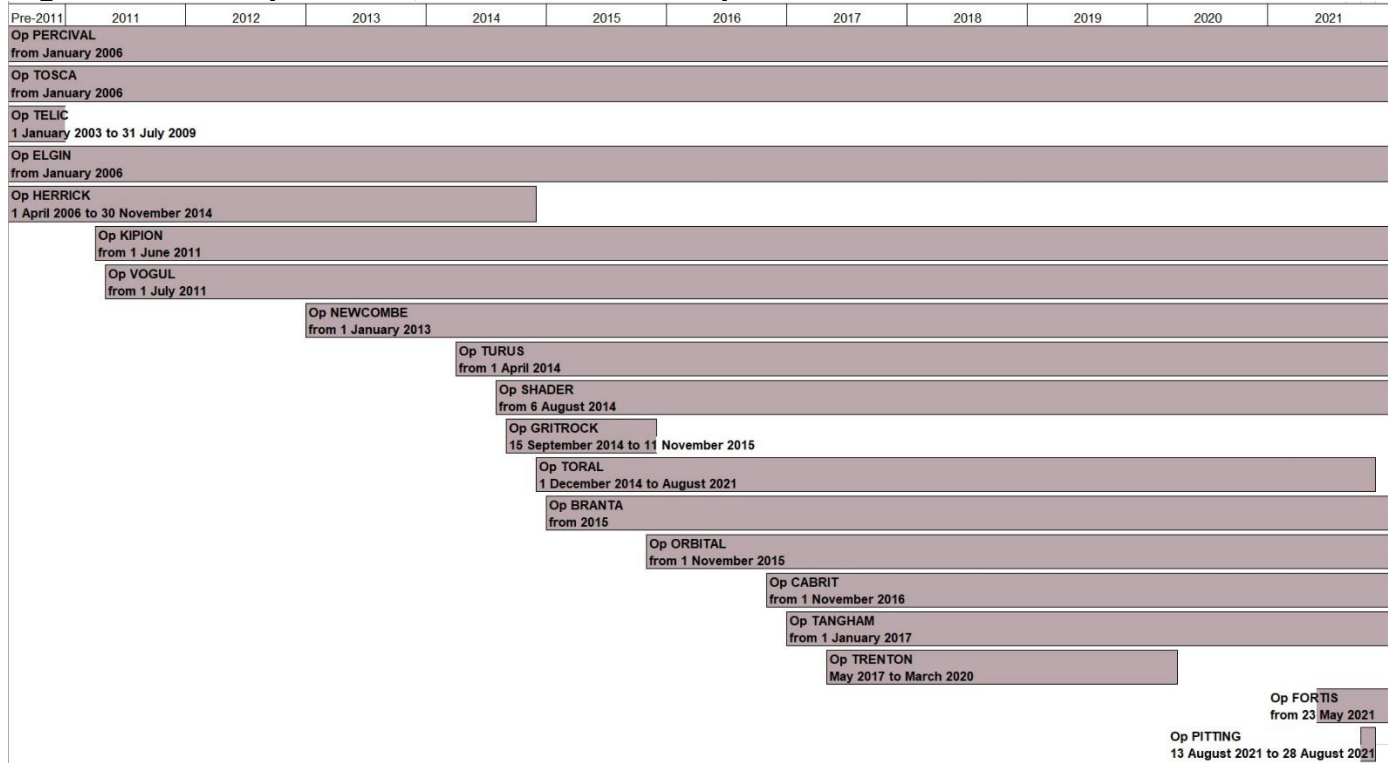 Pre-2011 2011 2012 2013 2014 2015 2016 2017 2018 2019 2020 2021
Op PERCIVAL
from January 2006
Op TOSCA
from January 2006
Op TELIC
1 January 2003 to 31 July 2009
Op ELGIN
from January 2006
Op HERRICK
1 April 2006 to 30 November 2014
Op KIPION
from 1 June 2011
Op VOGUL
from 1 July 2011
Op NEWCOMBE
from 1 January 2013
Op TURUS
from 1 April 2014
Op SHADER
from 6 August 2014
Op GRITROCK
15 September 2014 to 11 November 2015
Op TORAL
1 December 2014 to August 2021
Op BRANTA
from 2015
Op ORBITAL
from 1 November 2015
Op CABRIT
from 1 November 2016
Op TANGHAM
from 1 January 2017
Op TRENTON
May 2017 to March 2020
Op FORTIS
from 23 May 2021
Op PITTING
13 August 2021 to 28 August 2021